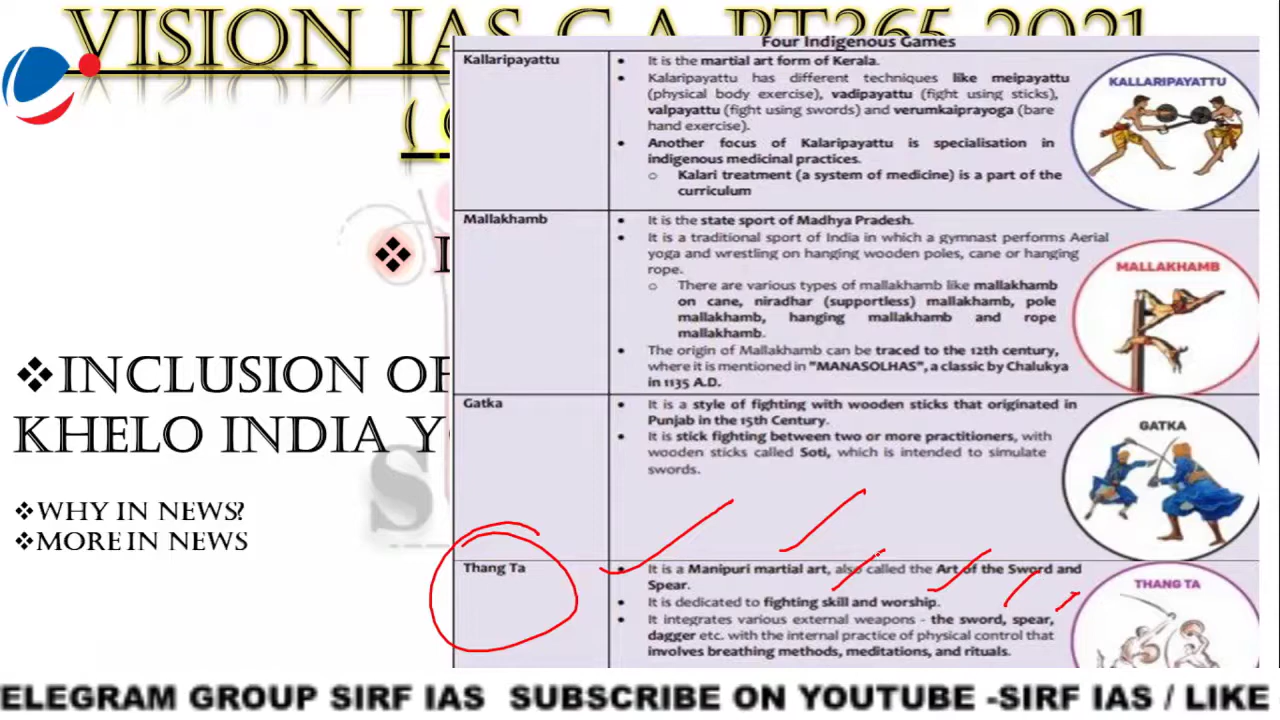 VISION IAS C.A PT365 2021
(
Four Indigenous Games
Kallaripayattu
• It is the martial art form of Kerala.
• Kalaripayattu has different techniques like meipayattu
(physical body exercise), vadipayattu (fight using sticks),
valpayattu (fight using swords) and verumkaiprayoga (bare
hand exercise).
• Another focus of Kalaripayattu is specialisation in
indigenous medicinal practices.
o Kalari treatment (a system of medicine) is a part of the
curriculum
KALLARIPAYATTU
Mallakhamb
• It is the state sport of Madhya Pradesh.
• It is a traditional sport of India in which a gymnast performs Aerial
yoga and wrestling on hanging wooden poles, cane or hanging
rope.
o There are various types of mallakhamb like mallakhamb
on cane, niradhar (supportless) mallakhamb, pole
mallakhamb, hanging mallakhamb and rope
mallakhamb.
• The origin of Mallakhamb can be traced to the 12th century,
where it is mentioned in "MANASOLHAS", a classic by Chalukya
in 1135 A.D.
MALLAKHAMB
Gatka
• It is a style of fighting with wooden sticks that originated in
Punjab in the 15th Century.
• It is stick fighting between two or more practitioners, with
wooden sticks called Soti, which is intended to simulate
swords.
GATKA
Thang Ta
• It is a Manipuri martial art, also called the Art of the Sword and
Spear.
• It is dedicated to fighting skill and worship.
• It integrates various external weapons - the sword, spear,
dagger etc. with the internal practice of physical control that
involves breathing methods, meditations, and rituals.
THANG TA
❖INCLUSION OF
KHELO INDIA Y
❖WHY IN NEWS?
❖MORE IN NEWS
ELEGRAM GROUP SIRF IAS SUBSCRIBE ON YOUTUBE -SIRF IAS / LIKE